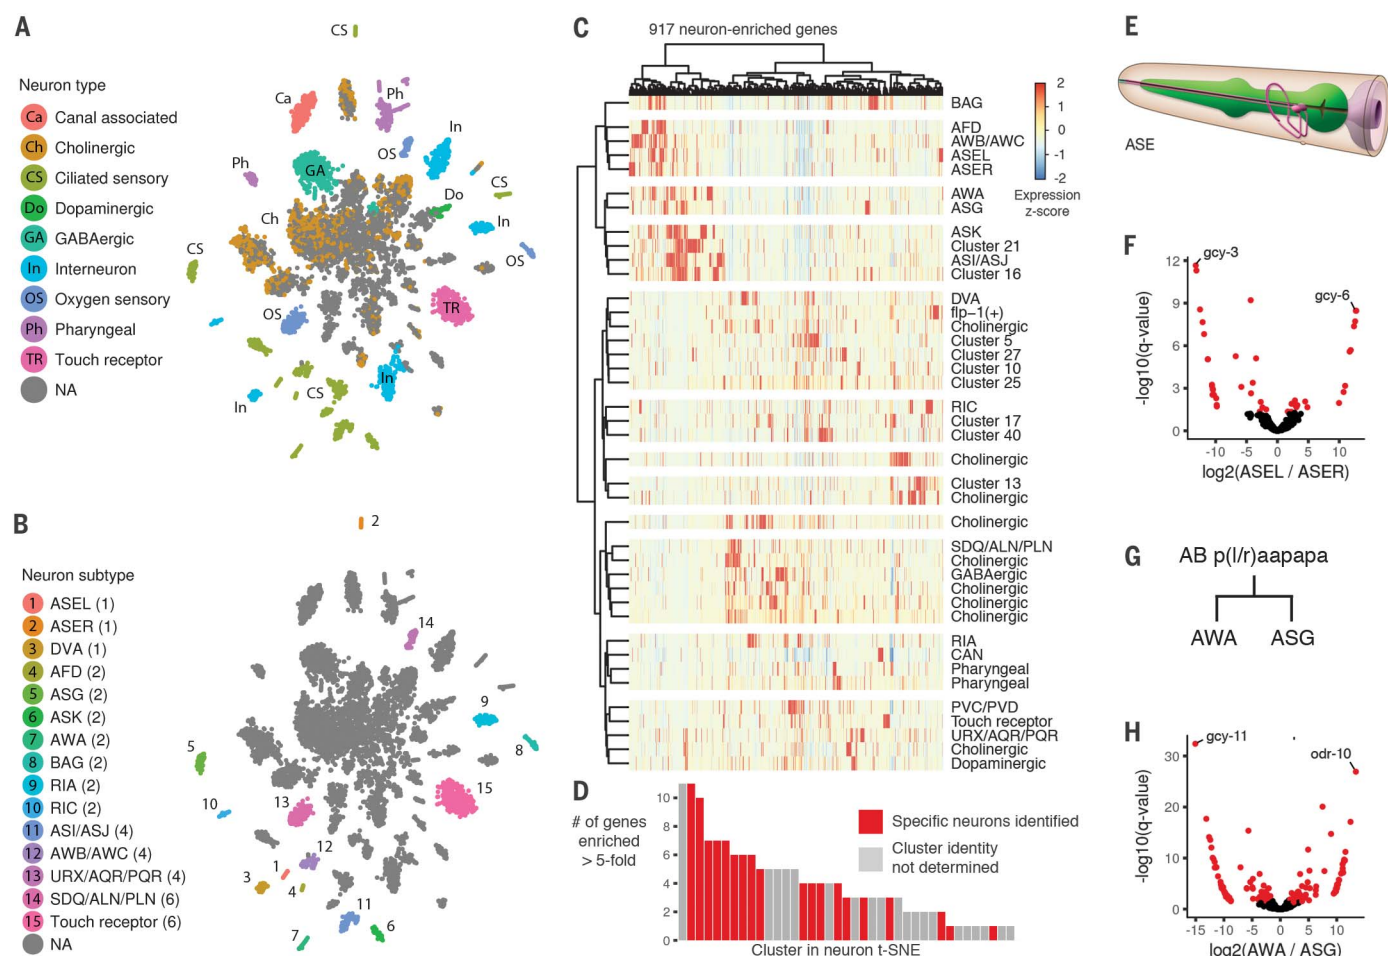 A
CS
Neuron type
Ca Canal associated
Ch Cholinergic
CS Ciliated sensory
Do Dopaminergic
GA GABAergic
In Interneuron
OS Oxygen sensory
Ph Pharyngeal
TR Touch receptor
NA
Ca
Ph
In
OS
Ph
GA
Do
CS
Ch
In
CS
OS
OS
TR
In
In
CS
B
2
Neuron subtype
1 ASEL (1)
2 ASER (1)
3 DVA (1)
4 AFD (2)
5 ASG (2)
6 ASK (2)
7 AWA (2)
8 BAG (2)
9 RIA (2)
10 RIC (2)
11 ASI/ASJ (4)
12 AWB/AWC (4)
13 URX/AQR/PQR (4)
14 SDQ/ALN/PLN (6)
15 Touch receptor (6)
NA
14
9
8
5
15
13
10
12
1
3
4
11
6
7
C
917 neuron-enriched genes
2
1
0
-1
-2
Expression
z-score
BAG
AFD
AWB/AWC
ASEL
ASER
AWA
ASG
ASK
Cluster 21
ASI/ASJ
Cluster 16
DVA
flp-1(+)
Cholinergic
Cluster 5
Cluster 27
Cluster 10
Cluster 25
RIC
Cluster 17
Cluster 40
Cholinergic
Cluster 13
Cholinergic
Cholinergic
SDQ/ALN/PLN
Cholinergic
GABAergic
Cholinergic
Cholinergic
Cholinergic
RIA
CAN
Pharyngeal
Pharyngeal
PVC/PVD
Touch receptor
URX/AQR/PQR
Cholinergic
Dopaminergic
D
# of genes
enriched
> 5-fold
10
8
6
4
2
0
Specific neurons identified
Cluster identity
not determined
Cluster in neuron t-SNE
E
ASE
F
12
9
6
3
0
-log10(q-value)
gcy-3
gcy-6
-10 -5 0 5 10
log2(ASEL / ASER)
G
AB p(l/r)aapapa
AWA ASG
H
30
20
10
0
-log10(q-value)
gcy-11
odr-10
-15 -10 -5 0 5 10
log2(AWA / ASG)